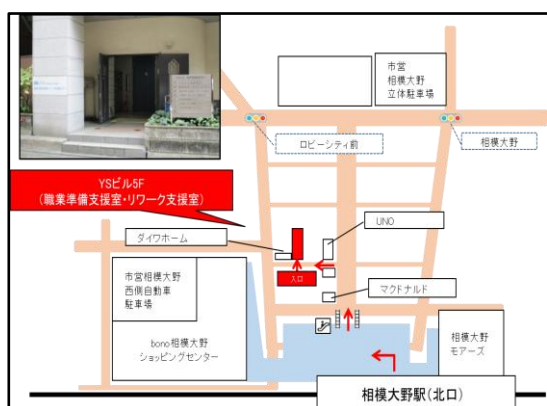 市営
相模大野
立体駐車場
ロビーシティ前
相模大野
YSビル5F
(職業準備支援室・リワーク支援室)
ダイワホーム
UNO
入口
マクドナルド
市営相模大野
西側自動車
駐車場
bono相模大野
ショッピングセンター
相模大野
モアーズ
相模大野駅(北口)